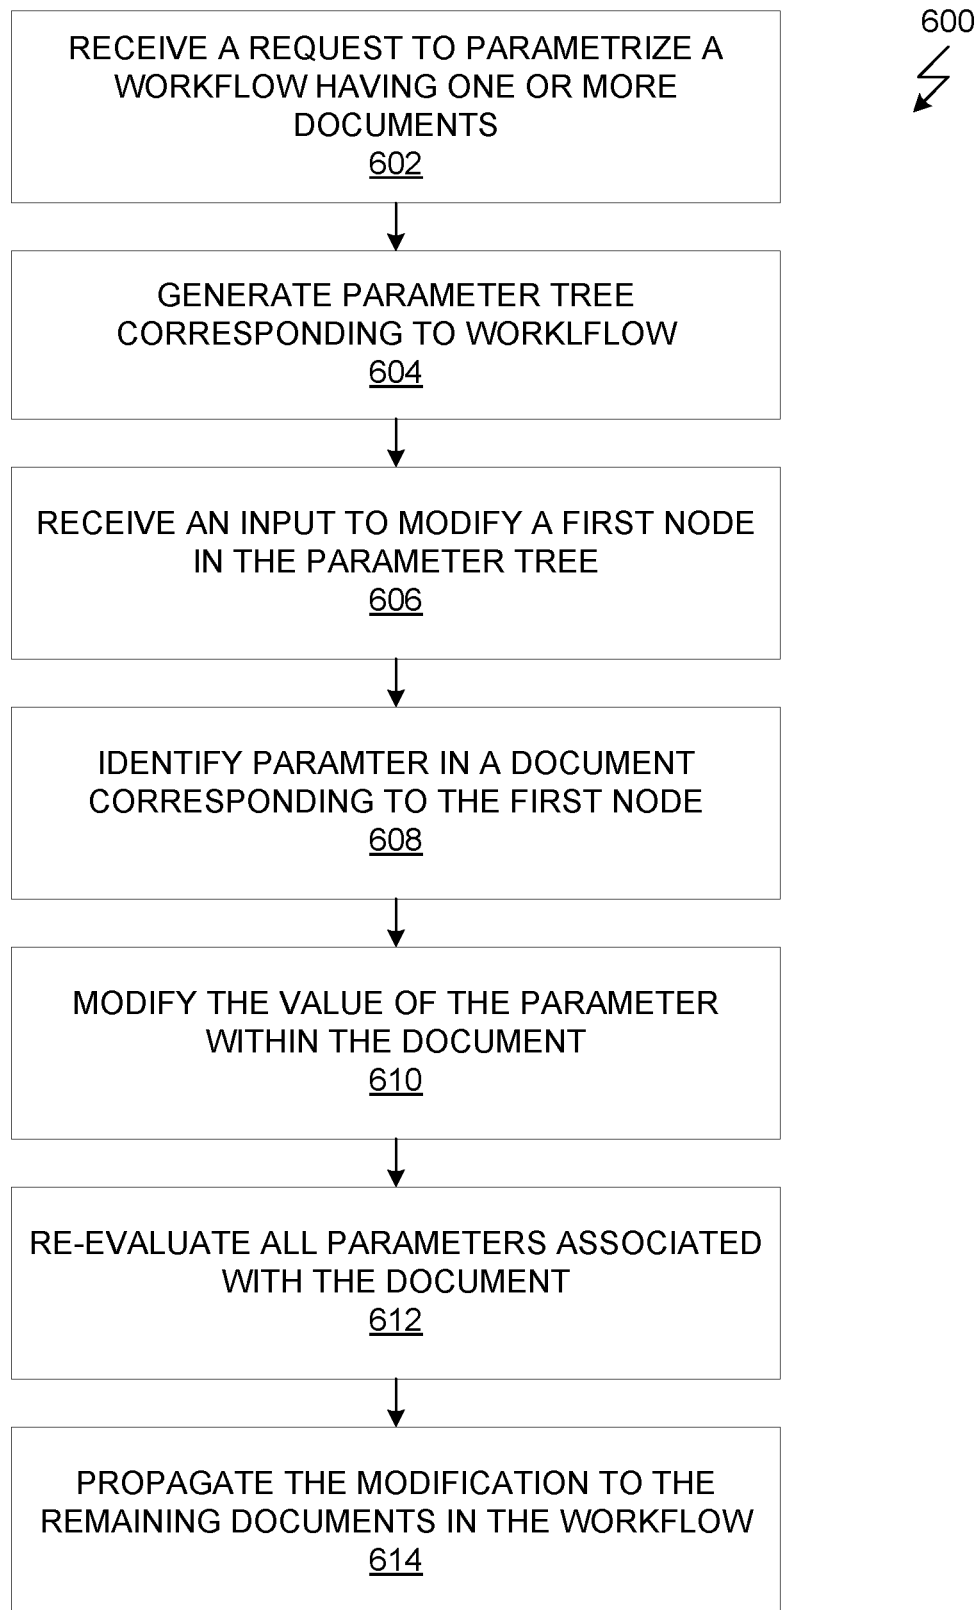 600
RECEIVE A REQUEST TO PARAMETRIZE A
WORKFLOW HAVING ONE OR MORE
DOCUMENTS
602
GENERATE PARAMETER TREE
CORRESPONDING TO WORKLFLOW
604
RECEIVE AN INPUT TO MODIFY A FIRST NODE
IN THE PARAMETER TREE
606
IDENTIFY PARAMTER IN A DOCUMENT
CORRESPONDING TO THE FIRST NODE
608
MODIFY THE VALUE OF THE PARAMETER
WITHIN THE DOCUMENT
610
RE-EVALUATE ALL PARAMETERS ASSOCIATED
WITH THE DOCUMENT
612
PROPAGATE THE MODIFICATION TO THE
REMAINING DOCUMENTS IN THE WORKFLOW
614